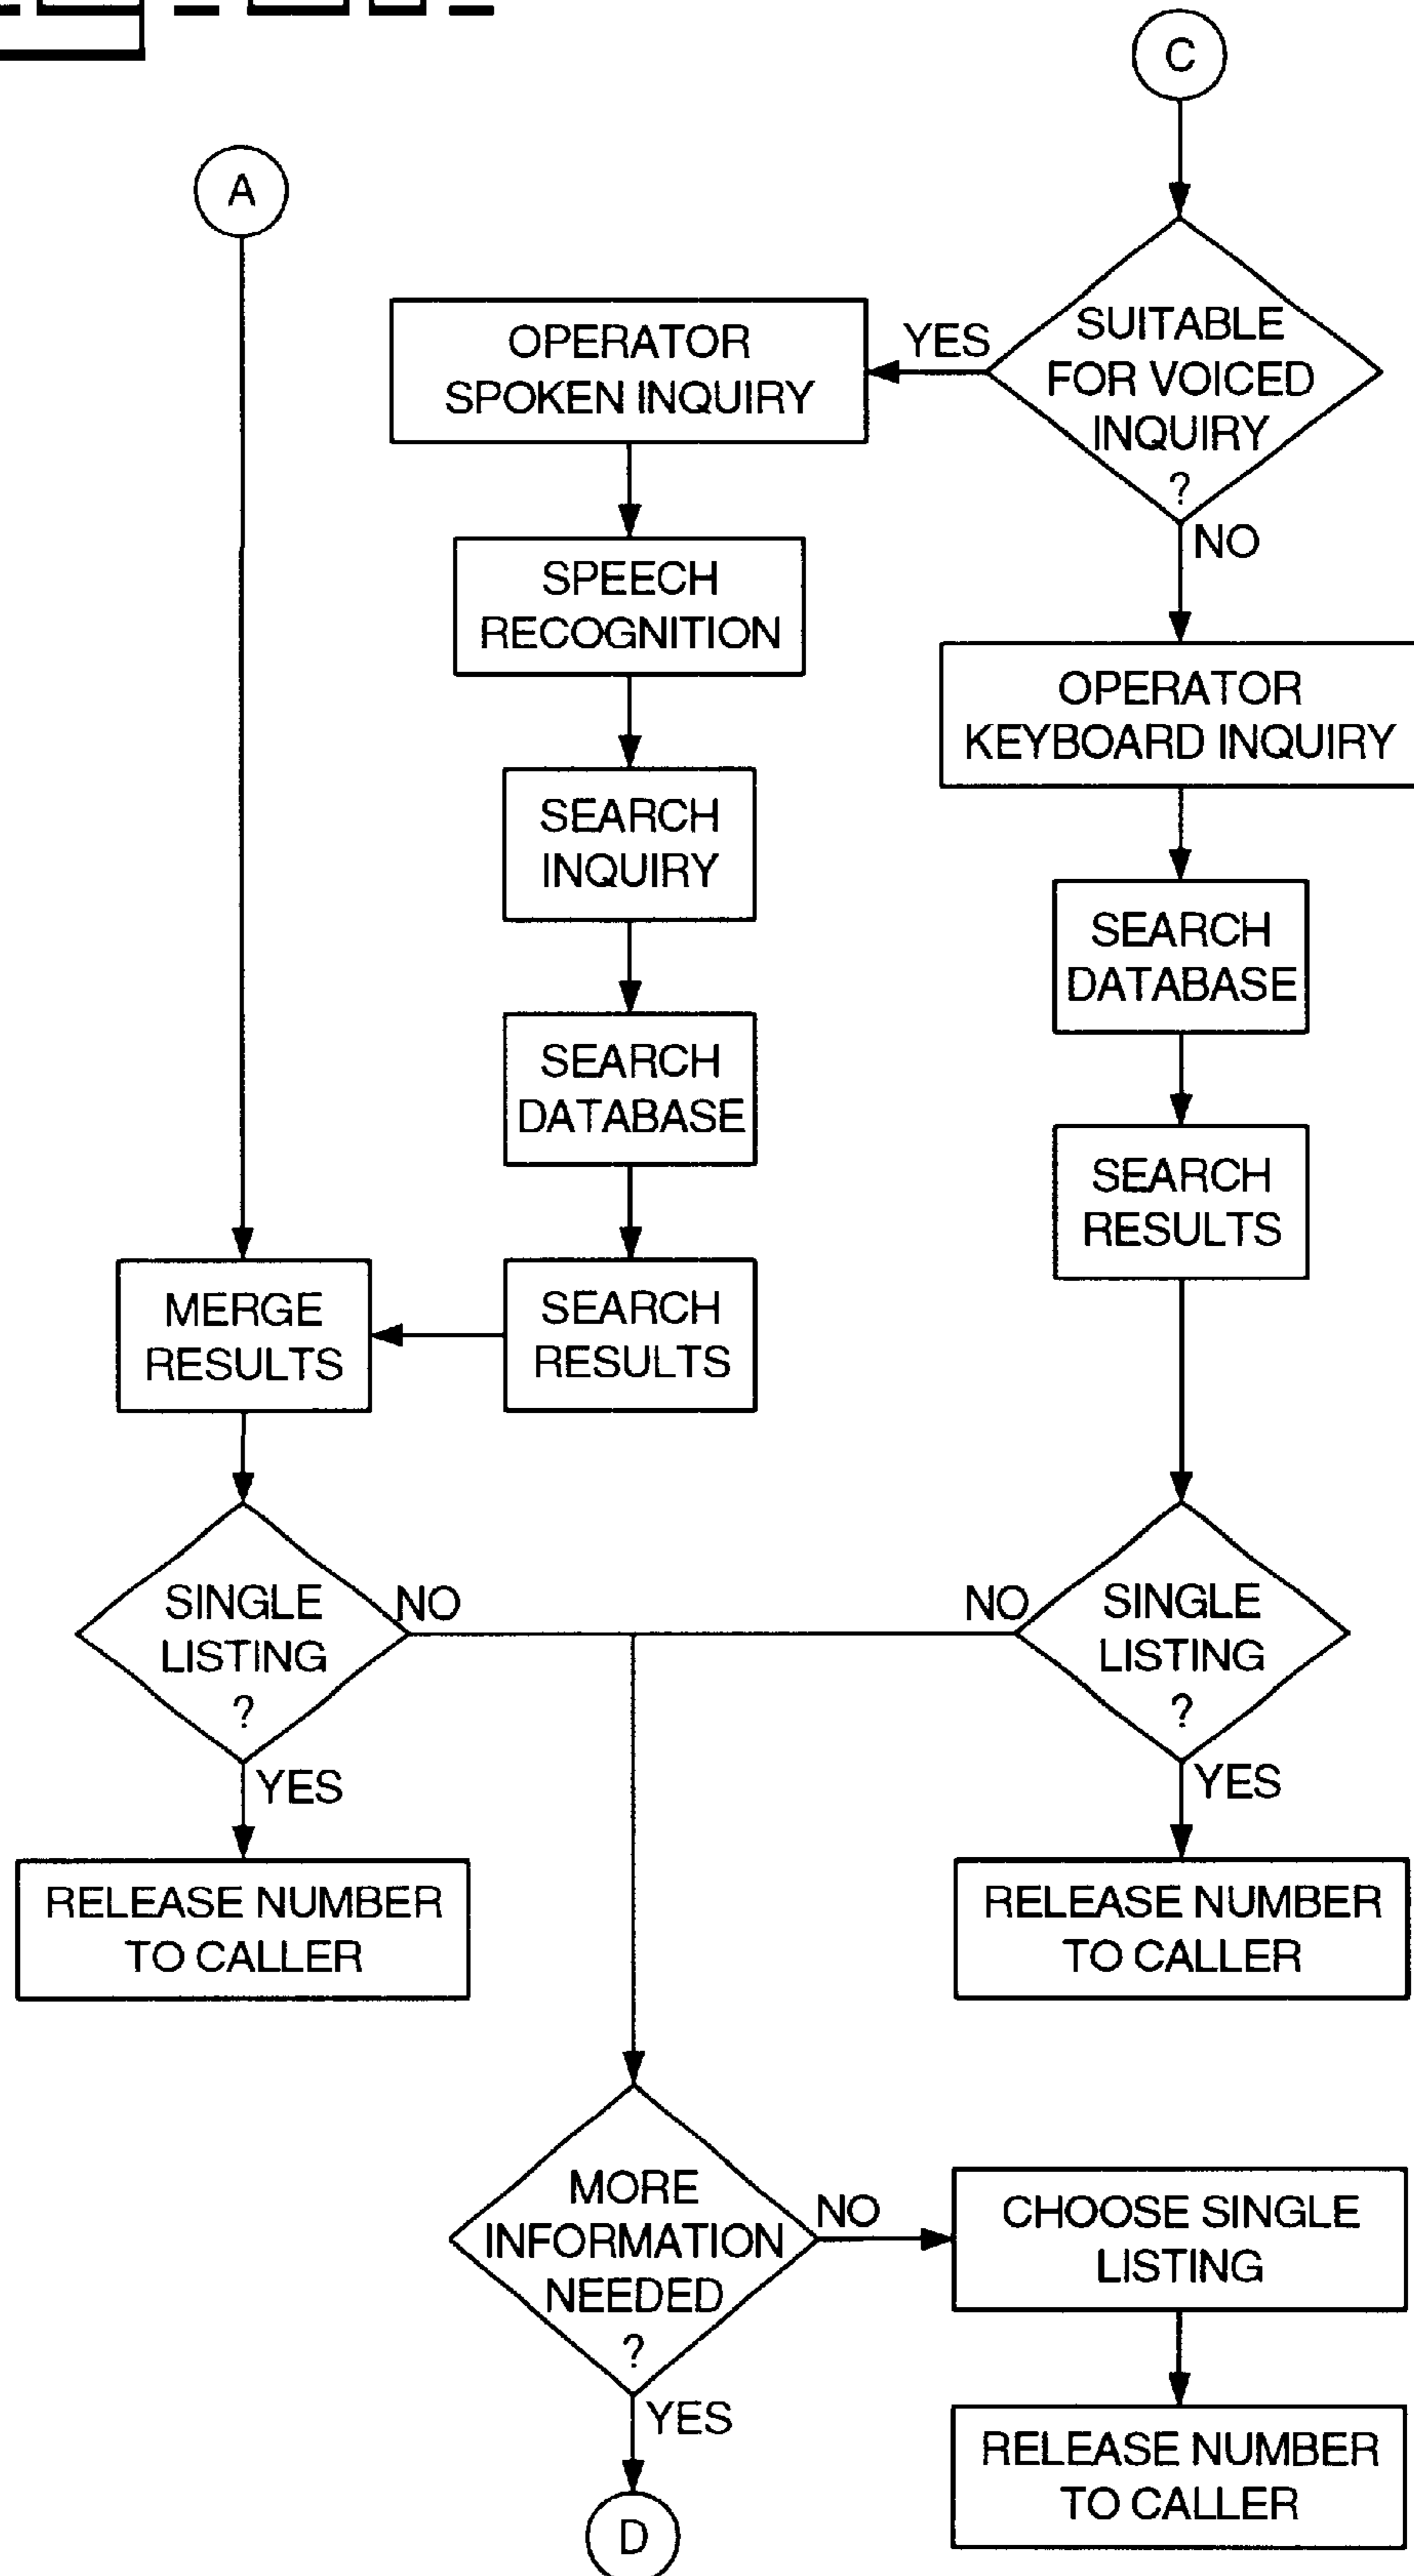 C
A
SUITABLE
FOR VOICED
INQUIRY
?
YES
NO
OPERATOR
SPOKEN INQUIRY
SPEECH
RECOGNITION
SEARCH
INQUIRY
SEARCH
DATABASE
SEARCH
RESULTS
MERGE
RESULTS
OPERATOR
KEYBOARD INQUIRY
SEARCH
DATABASE
SEARCH
RESULTS
SINGLE
LISTING
?
NO
YES
RELEASE NUMBER
TO CALLER
NO
SINGLE
LISTING
?
YES
RELEASE NUMBER
TO CALLER
MORE
INFORMATION
NEEDED
?
NO
YES
CHOOSE SINGLE
LISTING
RELEASE NUMBER
TO CALLER
D